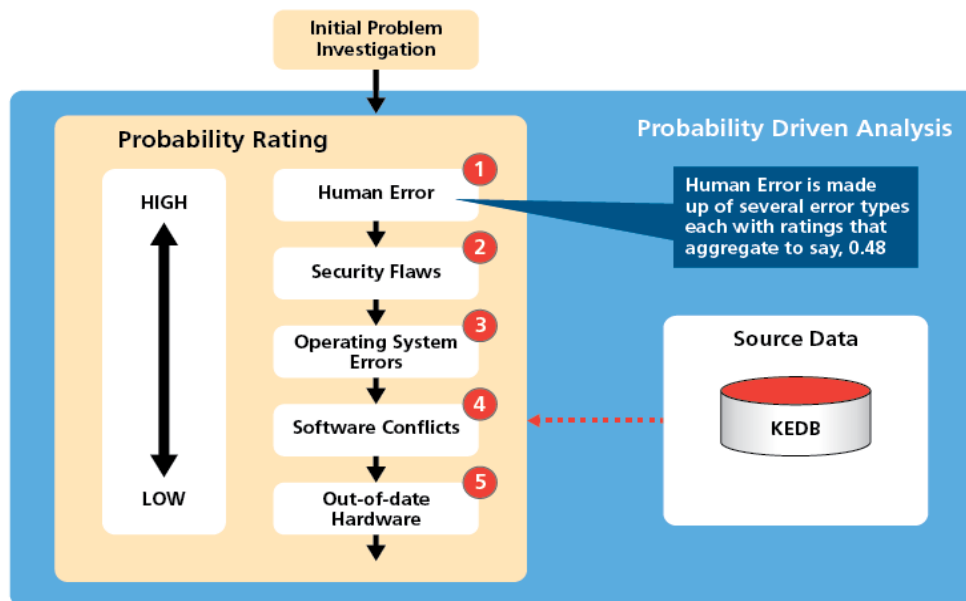 Initial Problem
Investigation
Probability Driven Analysis
Probability Rating
HIGH
LOW
1
Human Error
2
Security Flaws
3
Operating System
Errors
4
Software Conflicts
5
Out-of-date
Hardware
Human Error is made
up of several error types
each with ratings that
aggregate to say, 0.48
Source Data
KEDB